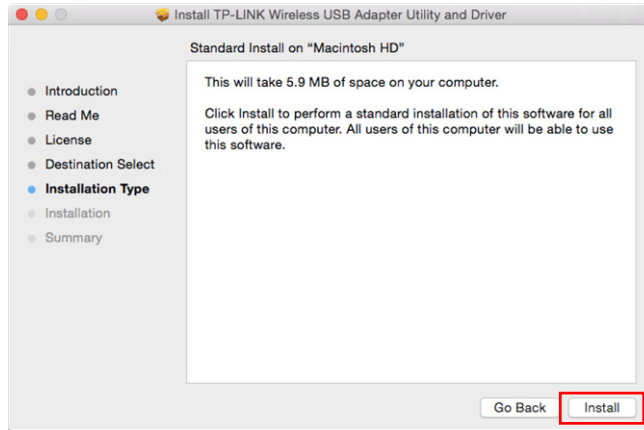 Install TP-LINK Wireless USB Adapter Utility and Driver
Standard Install on “Macintosh HD”
Introduction
Read Me
License
Destination Select
Installation Type
Installation
Summary
This will take 5.9 MB of space on your computer.
Click Install to perform a standard installation of this software for all
users of this computer. All users of this computer will be able to use
this software.
Go Back
Install